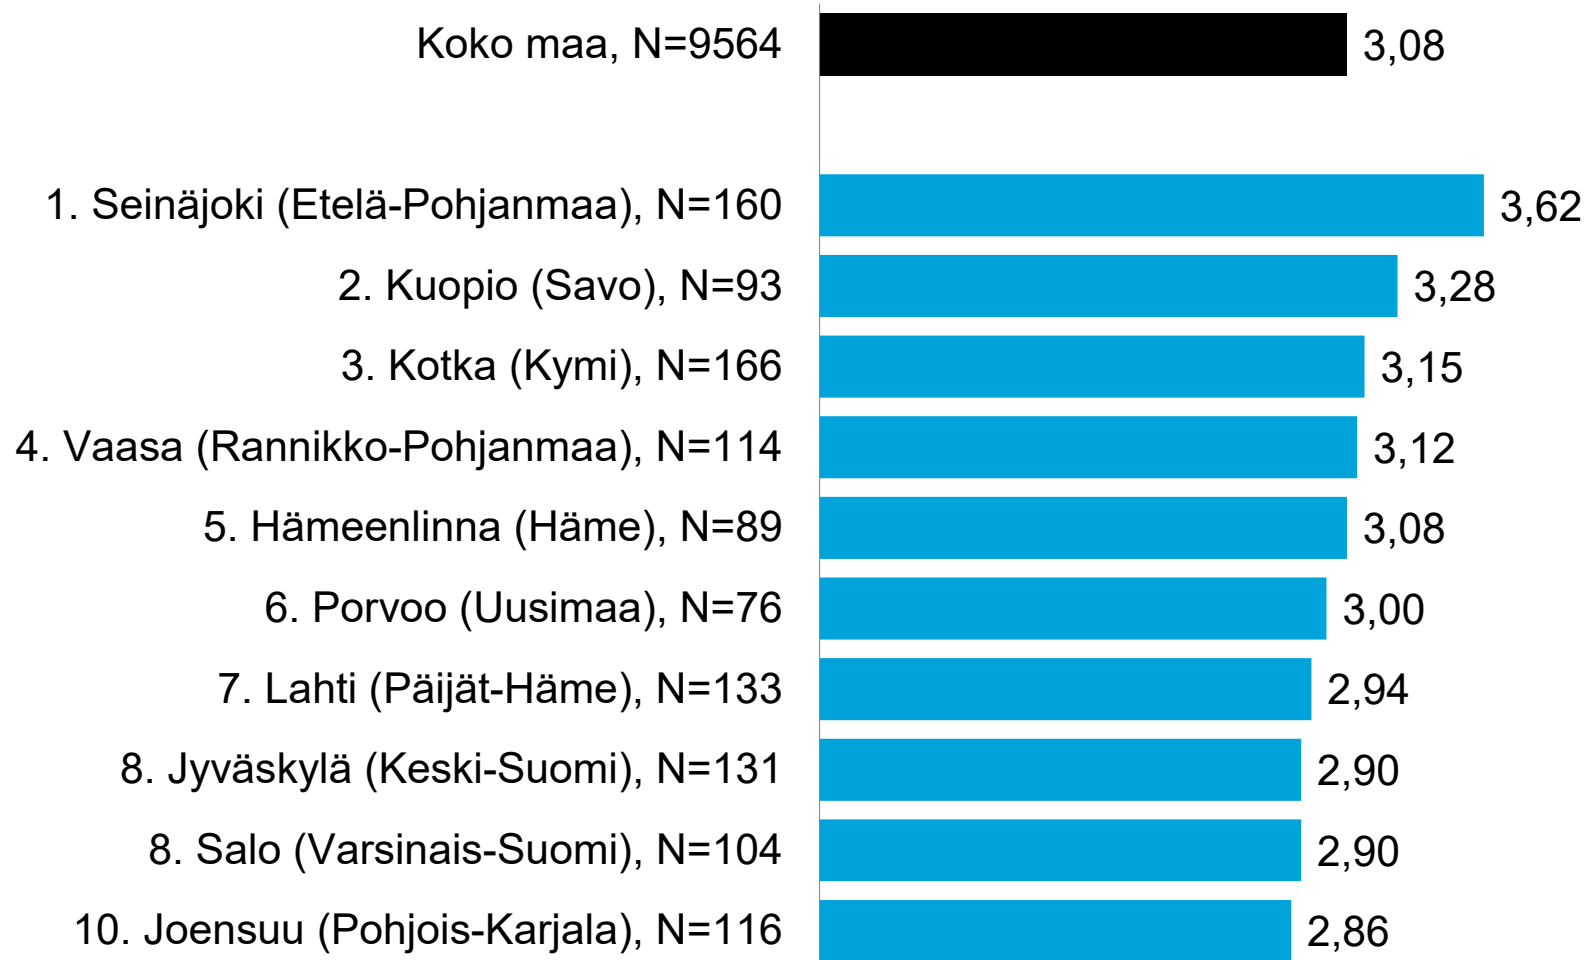 Koko maa, N=9564 3,08
1. Seinäjoki (Etelä-Pohjanmaa), N=160 3,62
2. Kuopio (Savo), N=93 3,28
3. Kotka (Kymi), N=166 3,15
4. Vaasa (Rannikko-Pohjanmaa), N=114 3,12
5. Hämeenlinna (Häme), N=89 3,08
6. Porvoo (Uusimaa), N=76 3,00
7. Lahti (Päijät-Häme), N=133 2,94
8. Jyväskylä (Keski-Suomi), N=131 2,90
8. Salo (Varsinais-Suomi), N=104 2,90
10. Joensuu (Pohjois-Karjala), N=116 2,86